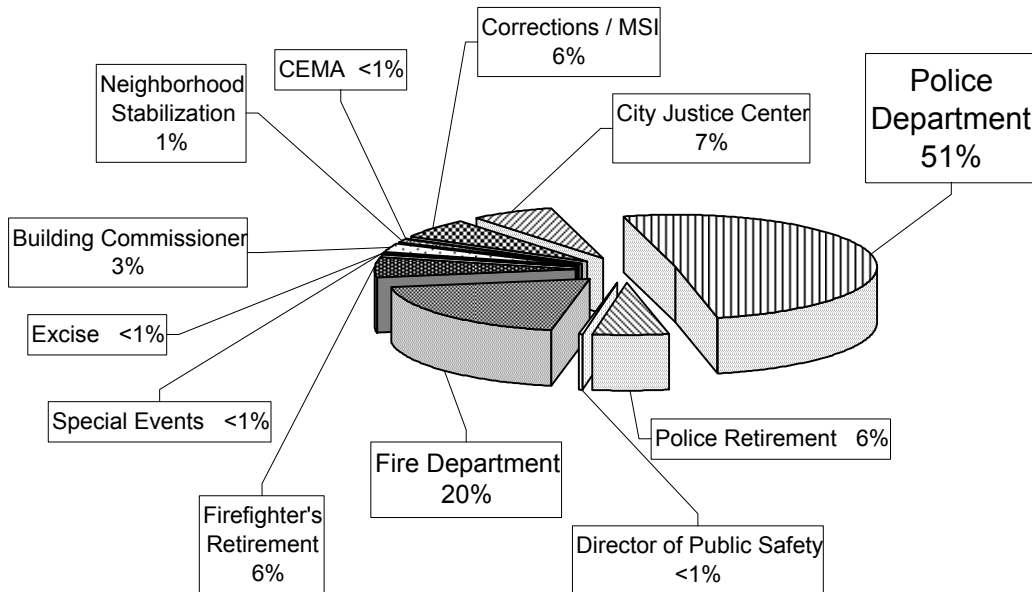 Corrections / MSI
6%
CEMA <1%
Neighborhood
Stabilization
1%
City Justice Center
7%
Police
Department
51%
Building Commissioner
3%
Excise <1%
Special Events <1%
Firefighter's
Retirement
6%
Fire Department
20%
Police Retirement 6%
Director of Public Safety
<1%